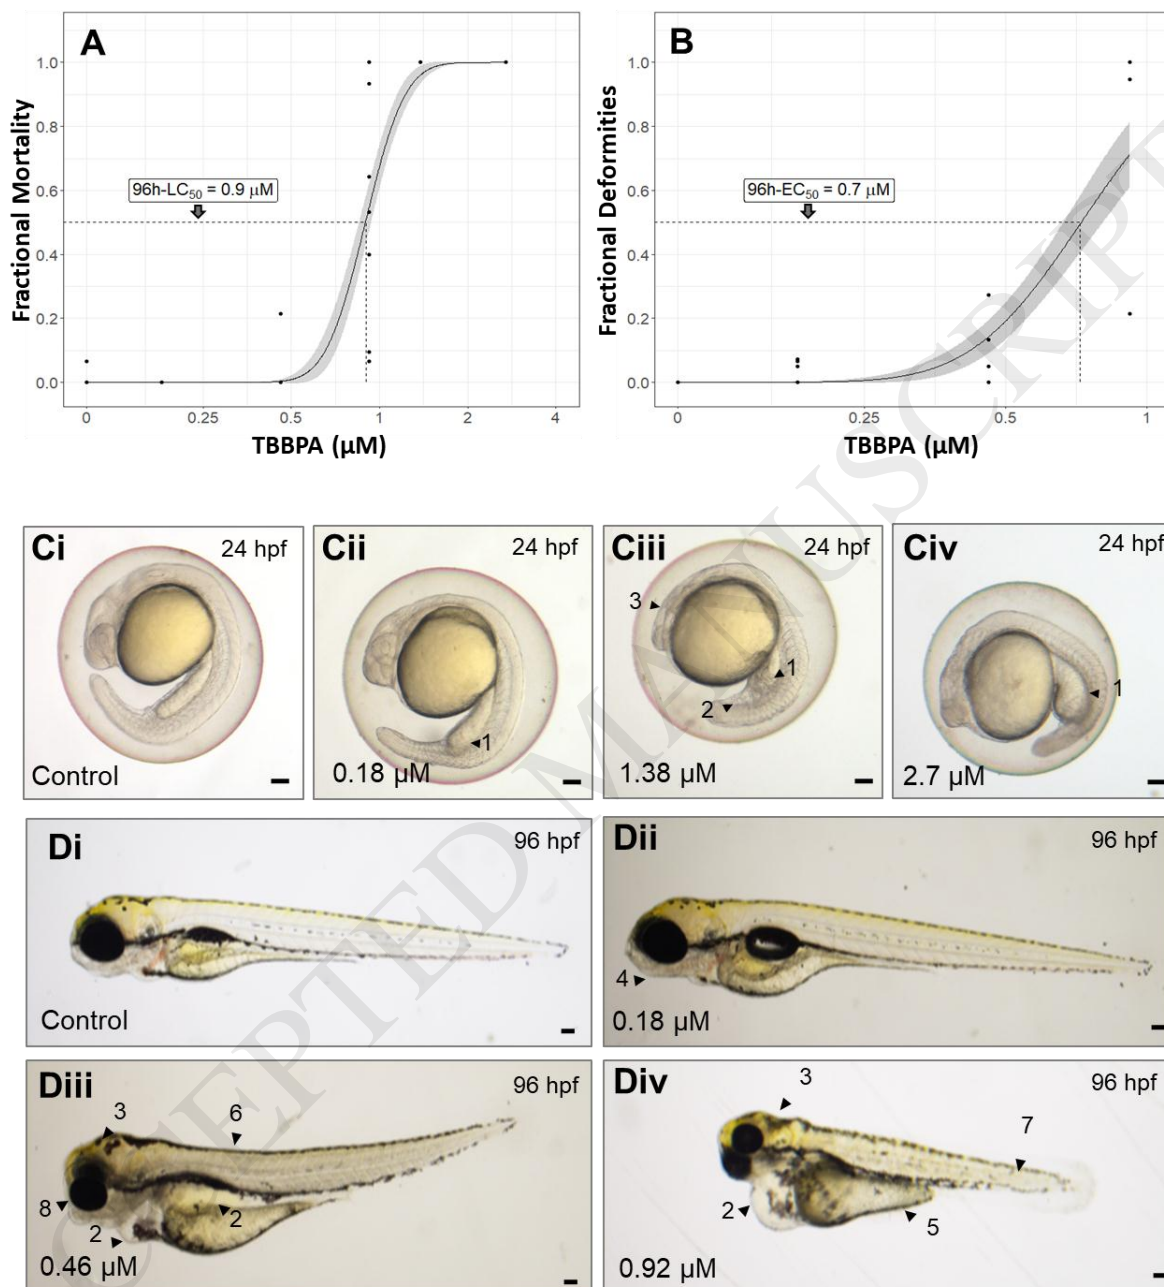 A
1.0
0.8
0.6
0.4
0.2
0.0
Fractional Mortality
96h-LC50 = 0.9 μM
0 0.25 0.5 1 2 4
TBBPA (μM)
B
1.0
0.8
0.6
0.4
0.2
0.0
Fractional Deformities
96h-EC50 = 0.7 μM
0 0.25 0.5 1
TBBPA (μM)
Ci 24 hpf
Control
Cii 24 hpf
1
0.18 μM
Ciii 24 hpf
3
1
2
1.38 μM
Civ 24 hpf
1
2.7 μM
Di 96 hpf
Control
Dii 96 hpf
4
0.18 μM
Diii 96 hpf
3 6
8
2 2
0.46 μM
Div 96 hpf
3
7
2 5
0.92 μM
ACCEPTED MANUSCRIPT